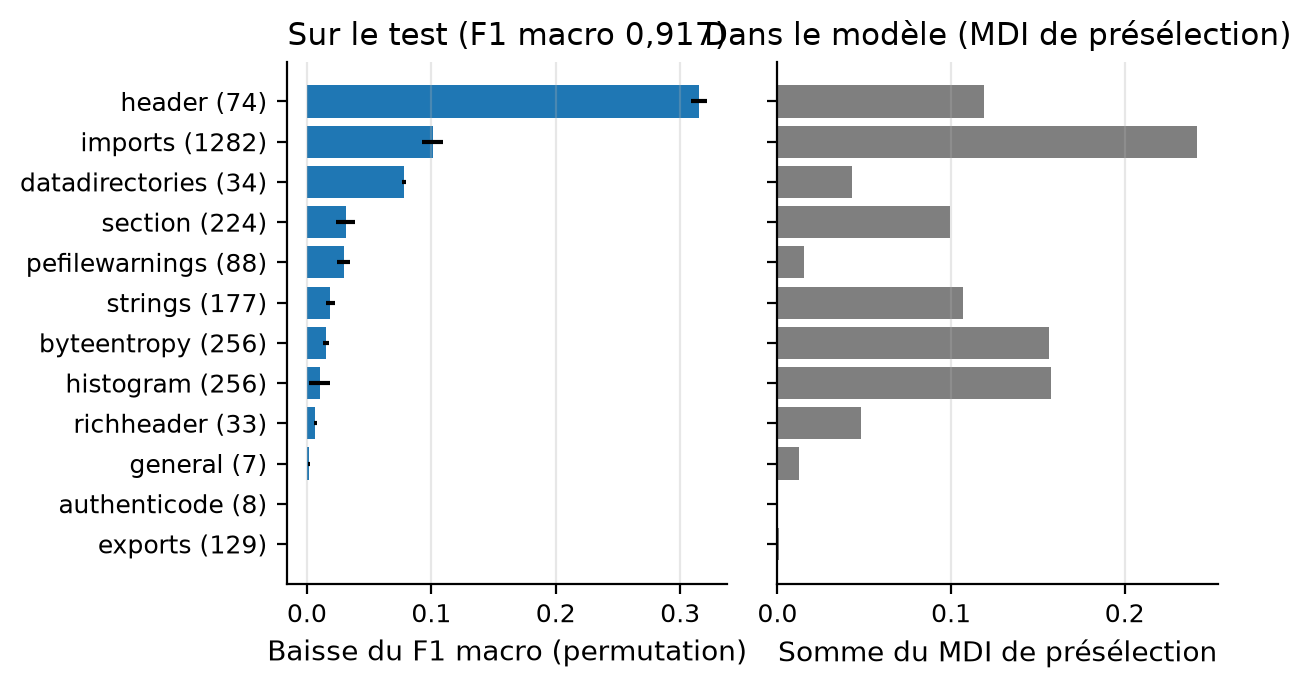 Sur le test (F1 macro 0,917)
Dans le modèle (MDI de présélection)
header (74)
imports (1282)
datadirectories (34)
section (224)
pefilewarnings (88)
strings (177)
byteentropy (256)
histogram (256)
richheader (33)
general (7)
authenticode (8)
exports (129)
0.0 0.1 0.2 0.3
Baisse du F1 macro (permutation)
0.0 0.1 0.2
Somme du MDI de présélection